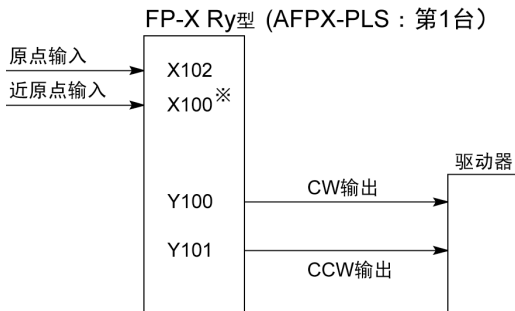 FP-X Ry型 (AFPX-PLS：第1台)
原点输入
X102
近原点输入
X100※
驱动器
Y100
CW输出
Y101
CCW输出